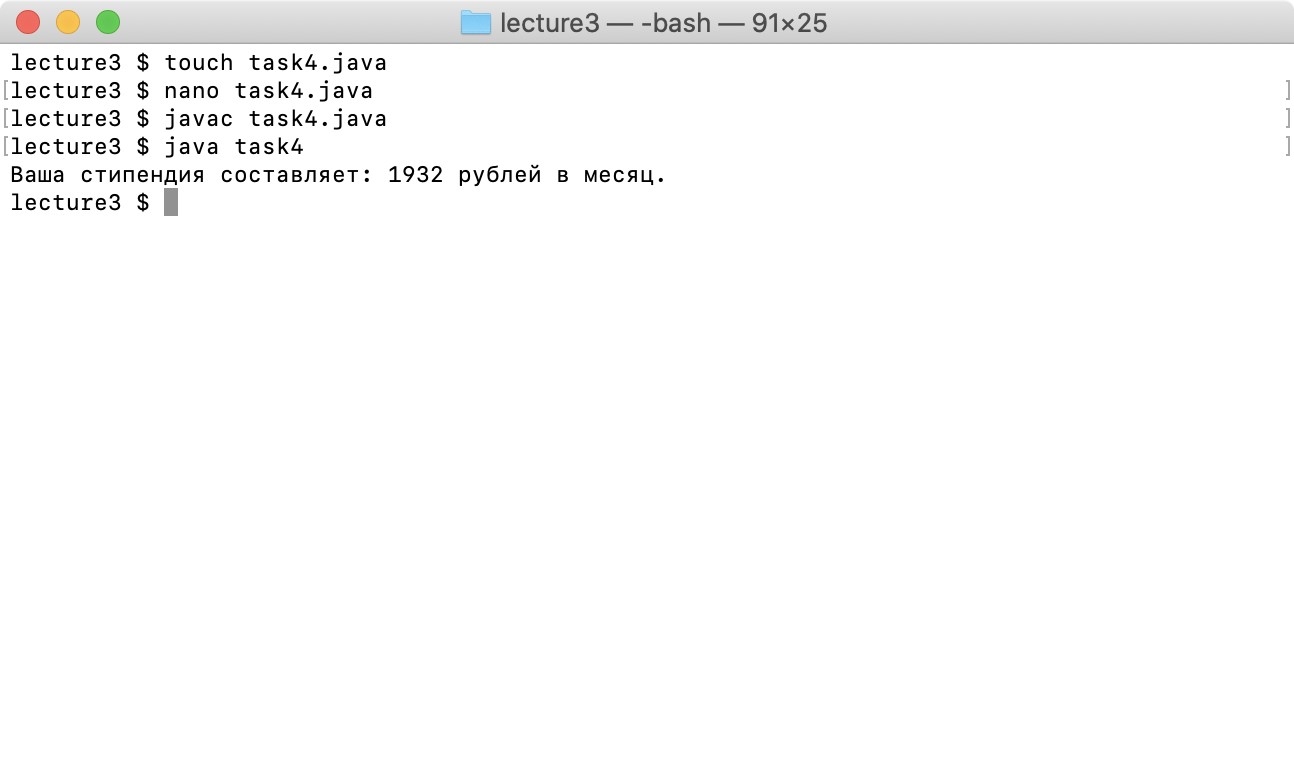 lecture3 — -bash — 91×25
lecture3 $ touch task4.java
[lecture3 $ nano task4.java ]
[lecture3 $ javac task4.java ]
[lecture3 $ java task4 ]
Ваша стипендия составляет: 1932 рублей в месяц.
lecture3 $